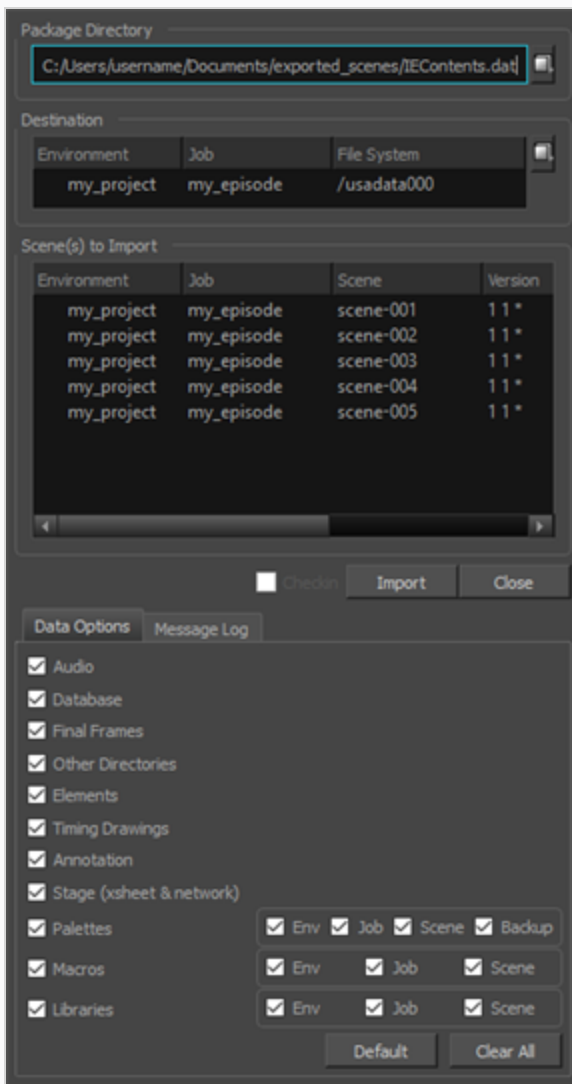 Package Directory
C:/Users/username/Documents/exported_scenes/IEContents.dat
Destination
Environment Job File System
my_project my_episode /usadata000
Scene(s) to Import
Environment Job Scene Version
my_project my_episode scene-001 1 1 *
my_project my_episode scene-002 1 1 *
my_project my_episode scene-003 1 1 *
my_project my_episode scene-004 1 1 *
my_project my_episode scene-005 1 1 *
Checkin Import Close
Data Options Message Log
Audio
Database
Final Frames
Other Directories
Elements
Timing Drawings
Annotation
Stage (xsheet & network)
Palettes Env Job Scene Backup
Macros Env Job Scene
Libraries Env Job Scene
Default Clear All